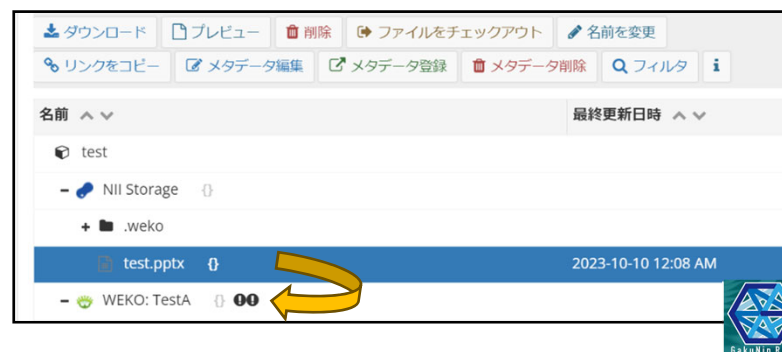 ダウンロード プレビュー 削除 ファイルをチェックアウト 名前を変更
リンクをコピー メタデータ編集 メタデータ登録 メタデータ削除 フィルタ i
名前 最終更新日時
test
NII Storage {}
.weko
test.pptx {} 2023-10-10 12:08 AM
WEKO: TestA {}
GakuNin R